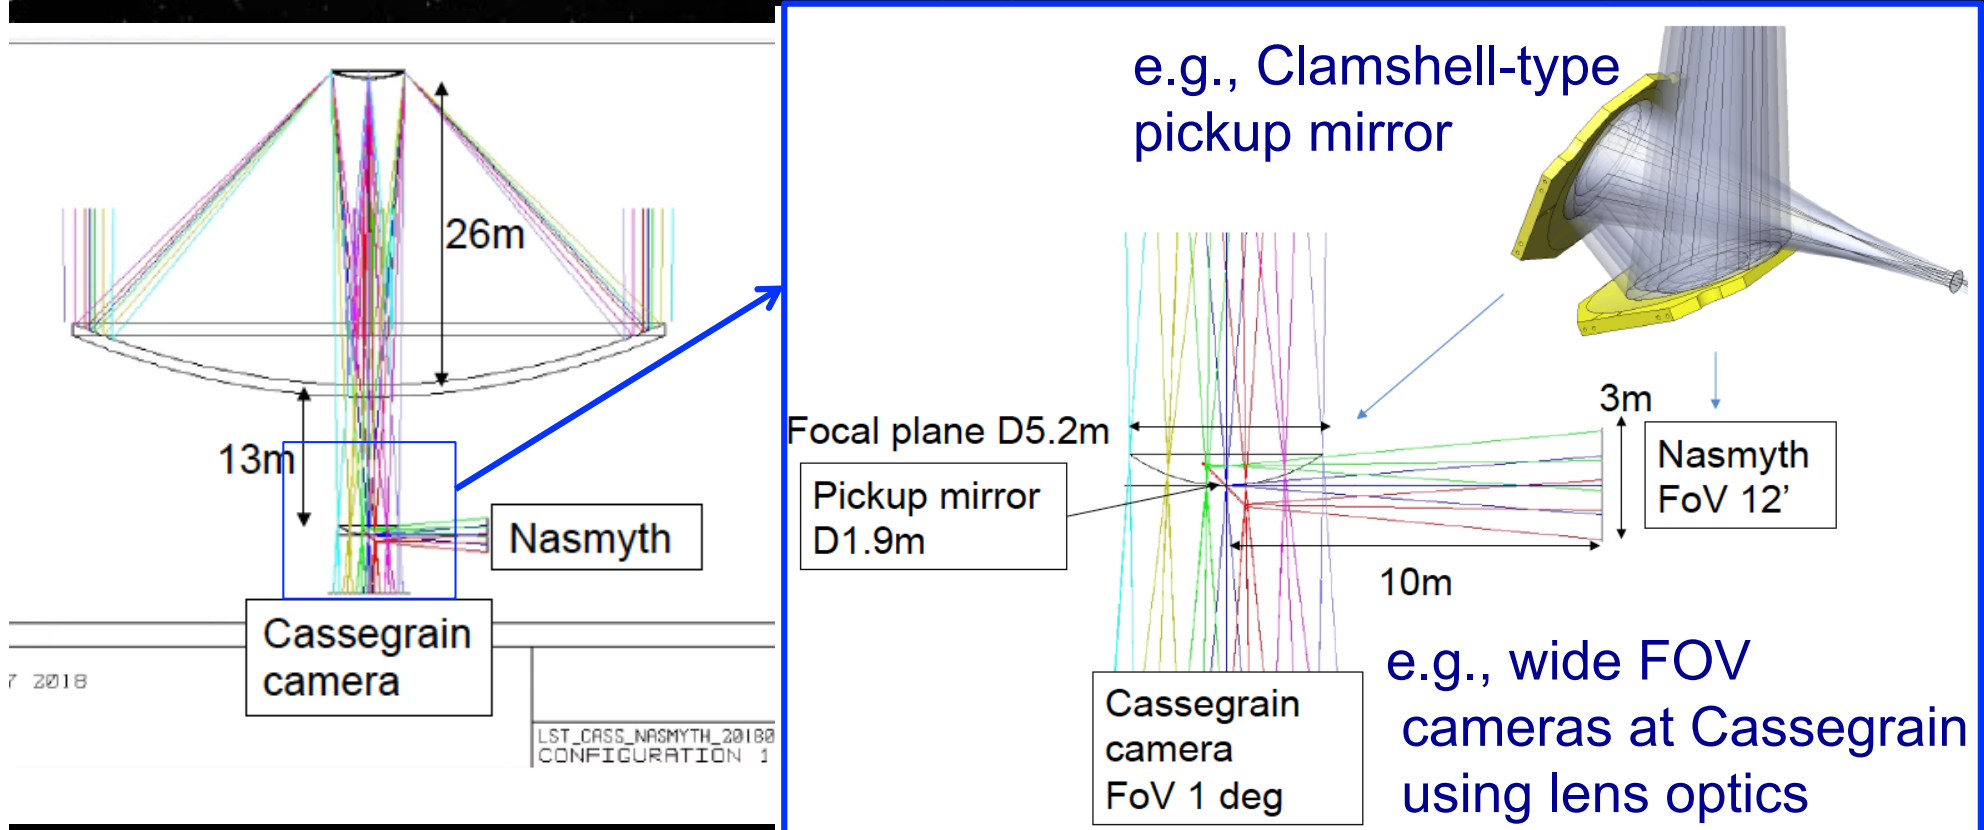 26m
13m
Nasmyth
Cassegrain
camera
7 2018
LST_CASS_NASMYTH_20180
CONFIGURATION 1
e.g., Clamshell-type
pickup mirror
Focal plane D5.2m
Pickup mirror
D1.9m
3m
Nasmyth
FoV 12’
10m
Cassegrain
camera
FoV 1 deg
e.g., wide FOV
cameras at Cassegrain
using lens optics